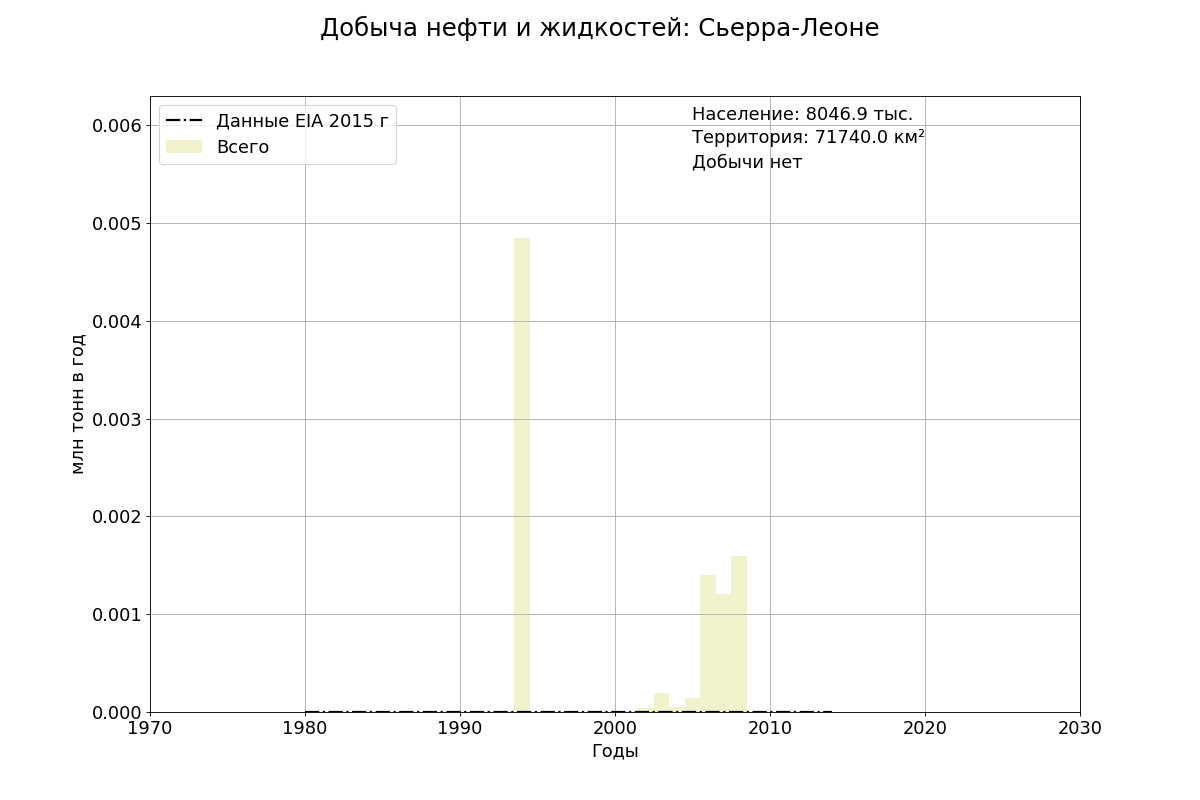 Добыча нефти и жидкостей: Сьерра-Леоне
Данные EIA 2015 г
Всего
Население: 8046.9 тыс.
Территория: 71740.0 км²
Добычи нет
млн тонн в год
0.006
0.005
0.004
0.003
0.002
0.001
0.000
1970 1980 1990 2000 2010 2020 2030
Годы